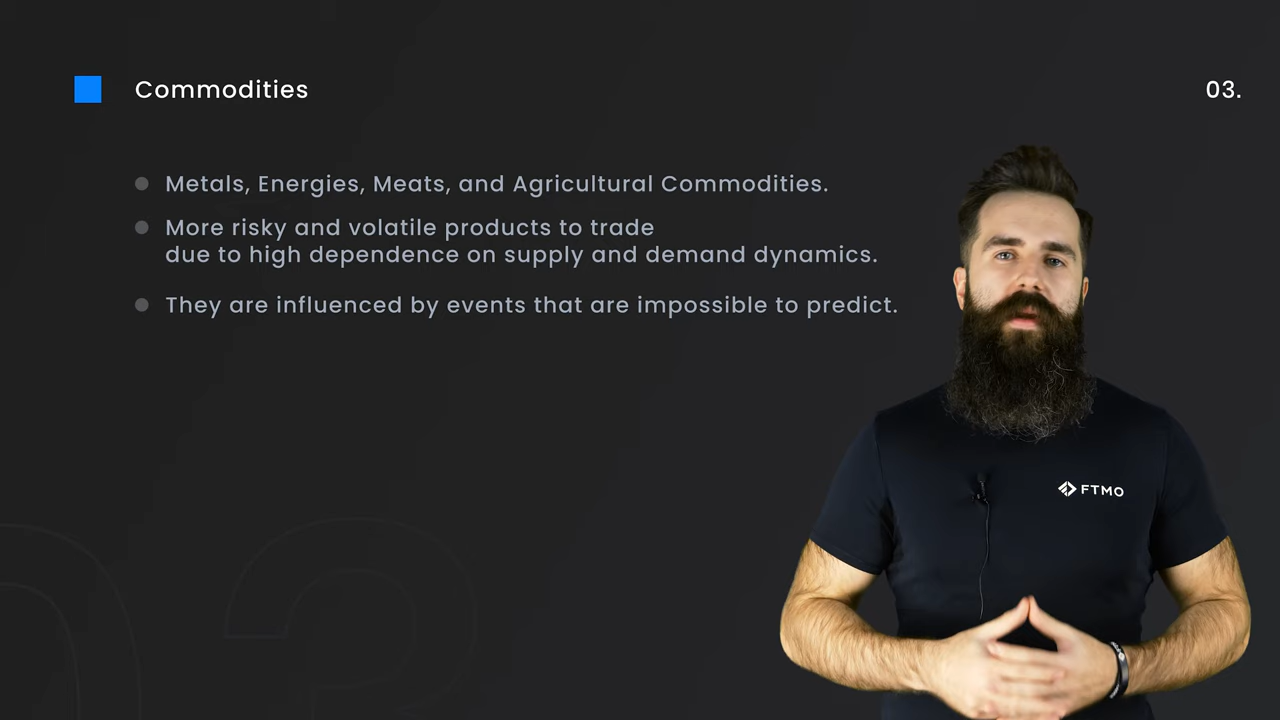 Commodities
03.
Metals, Energies, Meats, and Agricultural Commodities.
More risky and volatile products to trade
due to high dependence on supply and demand dynamics.
They are influenced by events that are impossible to predict.
FTMO
03